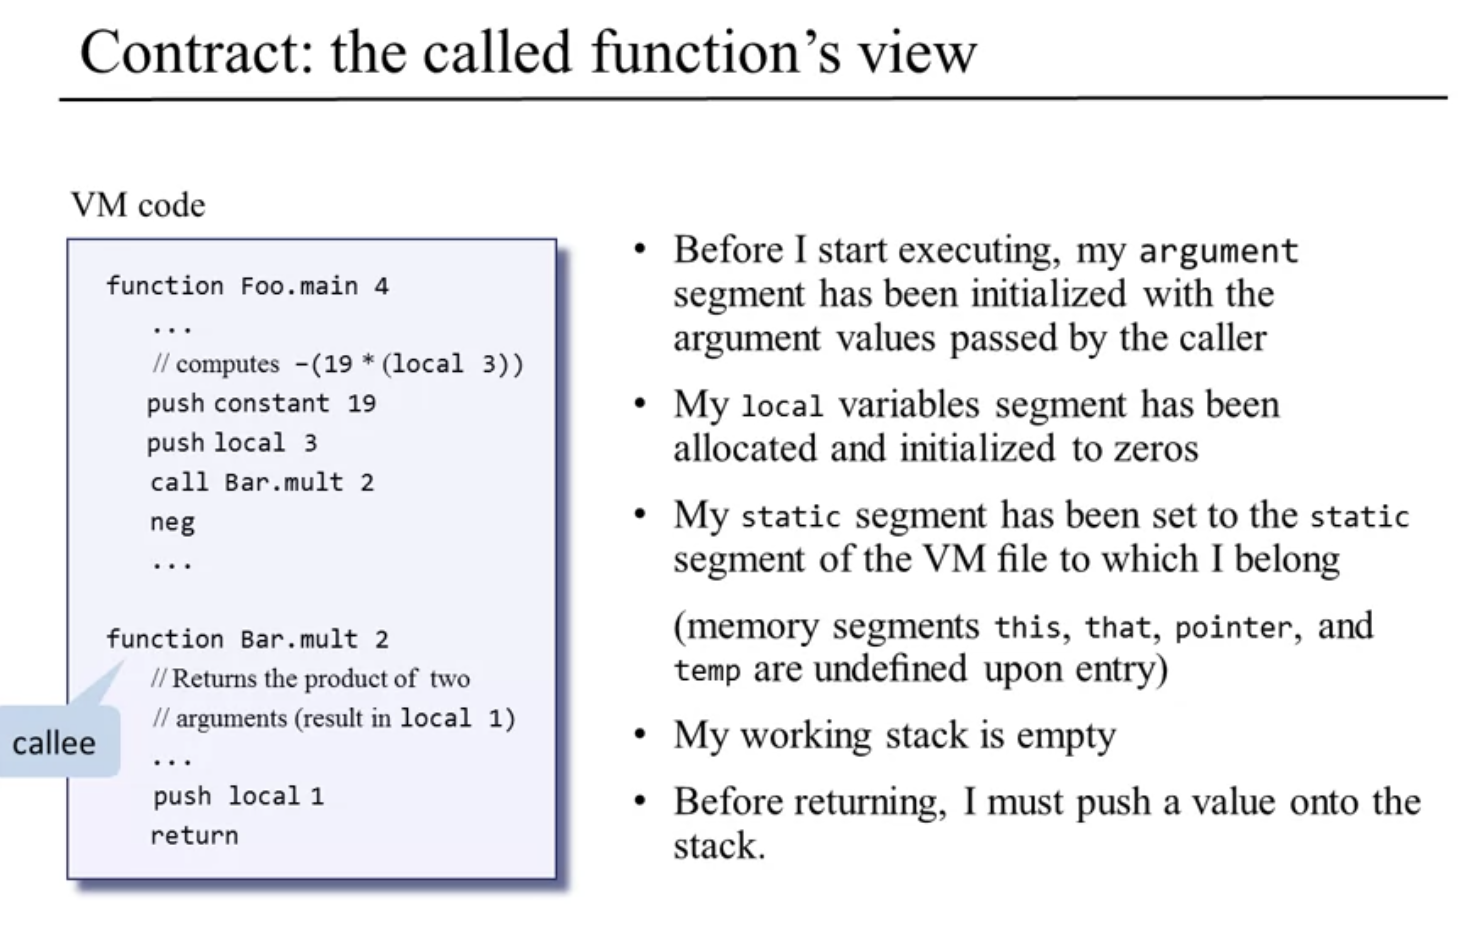 Contract: the called function’s view
VM code
function Foo.main 4
...
// computes -(19 * (local 3))
push constant 19
push local 3
call Bar.mult 2
neg
...
function Bar.mult 2
// Returns the product of two
// arguments (result in local 1)
...
push local 1
return
callee
• Before I start executing, my argument
segment has been initialized with the
argument values passed by the caller
• My local variables segment has been
allocated and initialized to zeros
• My static segment has been set to the static
segment of the VM file to which I belong
(memory segments this, that, pointer, and
temp are undefined upon entry)
• My working stack is empty
• Before returning, I must push a value onto the
stack.